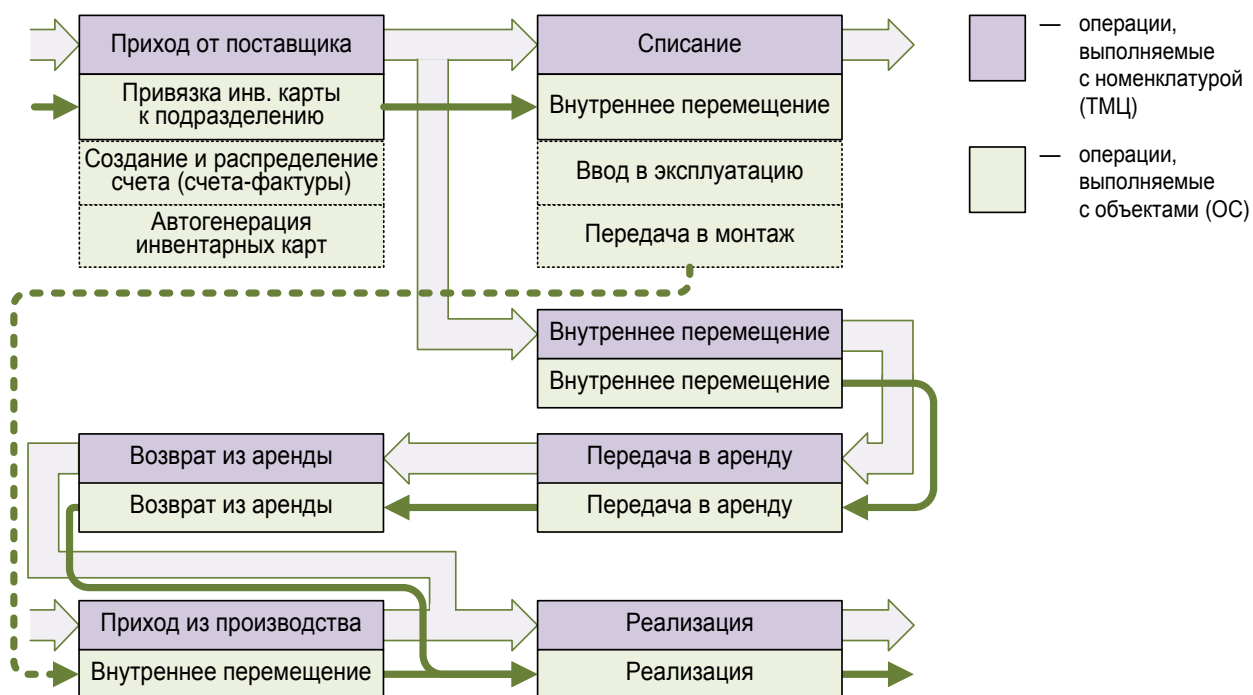 Приход от поставщика
Привязка инв. карты
к подразделению
Создание и распределение
счета (счета-фактуры)
Автогенерация
инвентарных карт
Списание
Внутреннее перемещение
Ввод в эксплуатацию
Передача в монтаж
— операции,
выполняемые
с номенклатурой
(ТМЦ)
— операции,
выполняемые
с объектами (ОС)
Внутреннее перемещение
Внутреннее перемещение
Возврат из аренды
Возврат из аренды
Передача в аренду
Передача в аренду
Приход из производства
Внутреннее перемещение
Реализация
Реализация